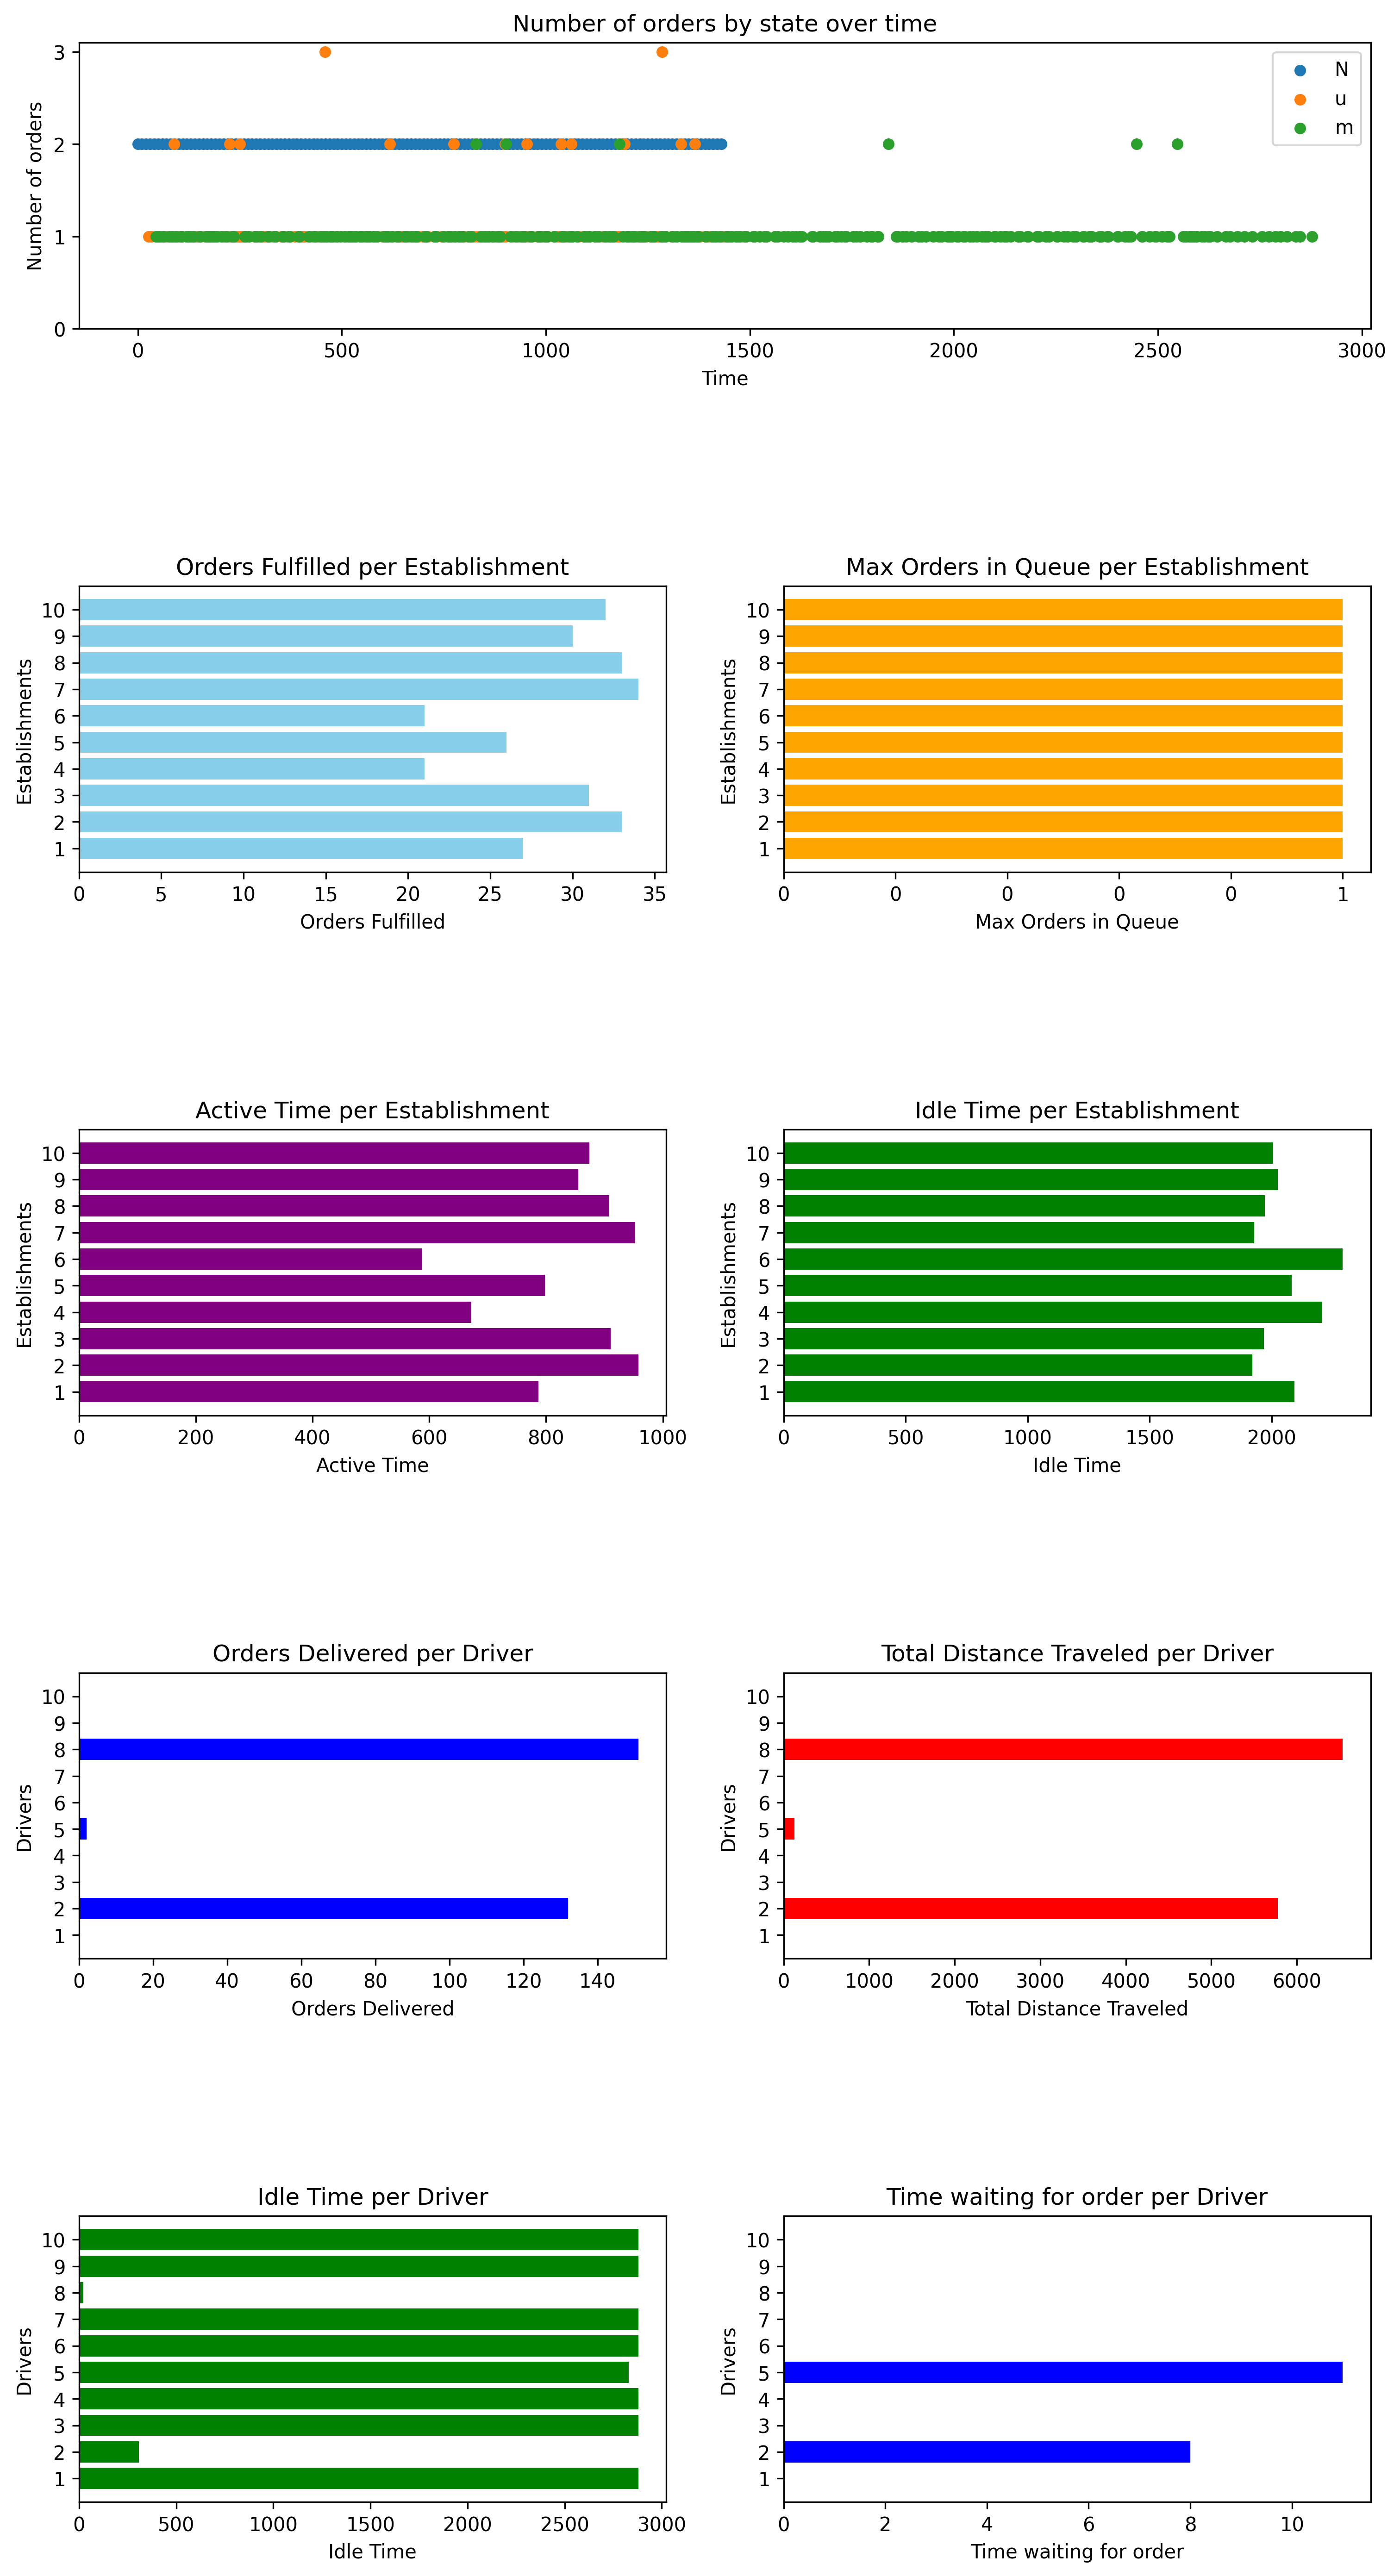 Number of orders by state over time
Number of orders
3
2
1
0
N
u
m
0 500 1000 1500 2000 2500 3000
Time
Orders Fulfilled per Establishment
Establishments
10
9
8
7
6
5
4
3
2
1
0 5 10 15 20 25 30 35
Orders Fulfilled
Max Orders in Queue per Establishment
Establishments
10
9
8
7
6
5
4
3
2
1
0 0 0 0 0 1
Max Orders in Queue
Active Time per Establishment
Establishments
10
9
8
7
6
5
4
3
2
1
0 200 400 600 800 1000
Active Time
Idle Time per Establishment
Establishments
10
9
8
7
6
5
4
3
2
1
0 500 1000 1500 2000
Idle Time
Orders Delivered per Driver
Drivers
10
9
8
7
6
5
4
3
2
1
0 20 40 60 80 100 120 140
Orders Delivered
Total Distance Traveled per Driver
Drivers
10
9
8
7
6
5
4
3
2
1
0 1000 2000 3000 4000 5000 6000
Total Distance Traveled
Idle Time per Driver
Drivers
10
9
8
7
6
5
4
3
2
1
0 500 1000 1500 2000 2500 3000
Idle Time
Time waiting for order per Driver
Drivers
10
9
8
7
6
5
4
3
2
1
0 2 4 6 8 10
Time waiting for order